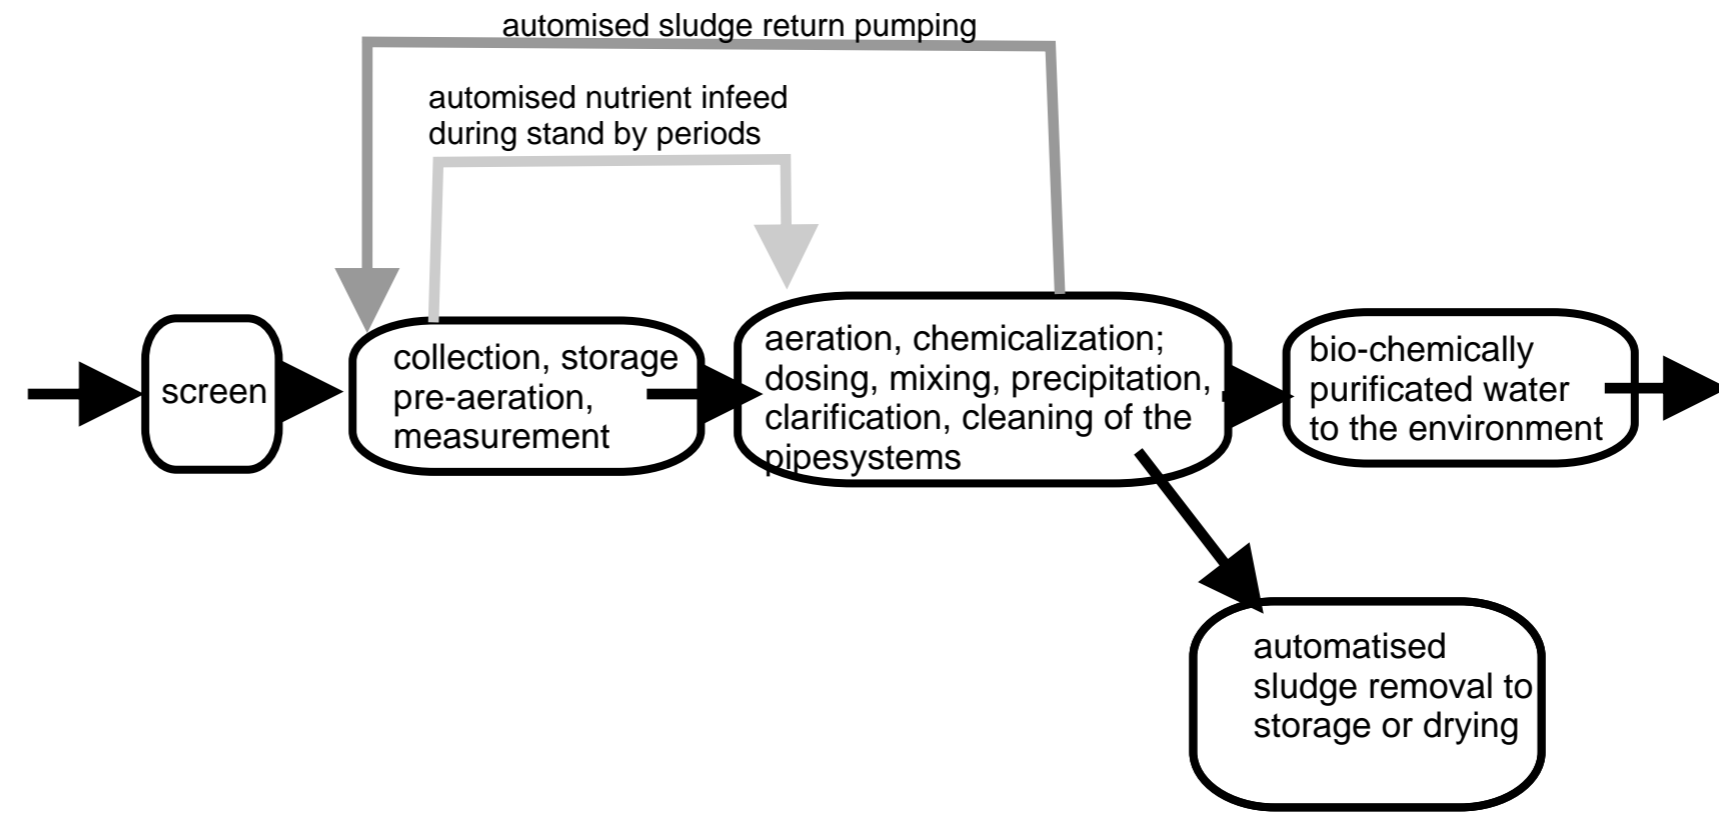 automised sludge return pumping
automised nutrient infeed
during stand by periods
screen
collection, storage
pre-aeration,
measurement
aeration, chemicalization;
dosing, mixing, precipitation,
clarification, cleaning of the
pipesystems
bio-chemically
purificated water
to the environment
automatised
sludge removal to
storage or drying